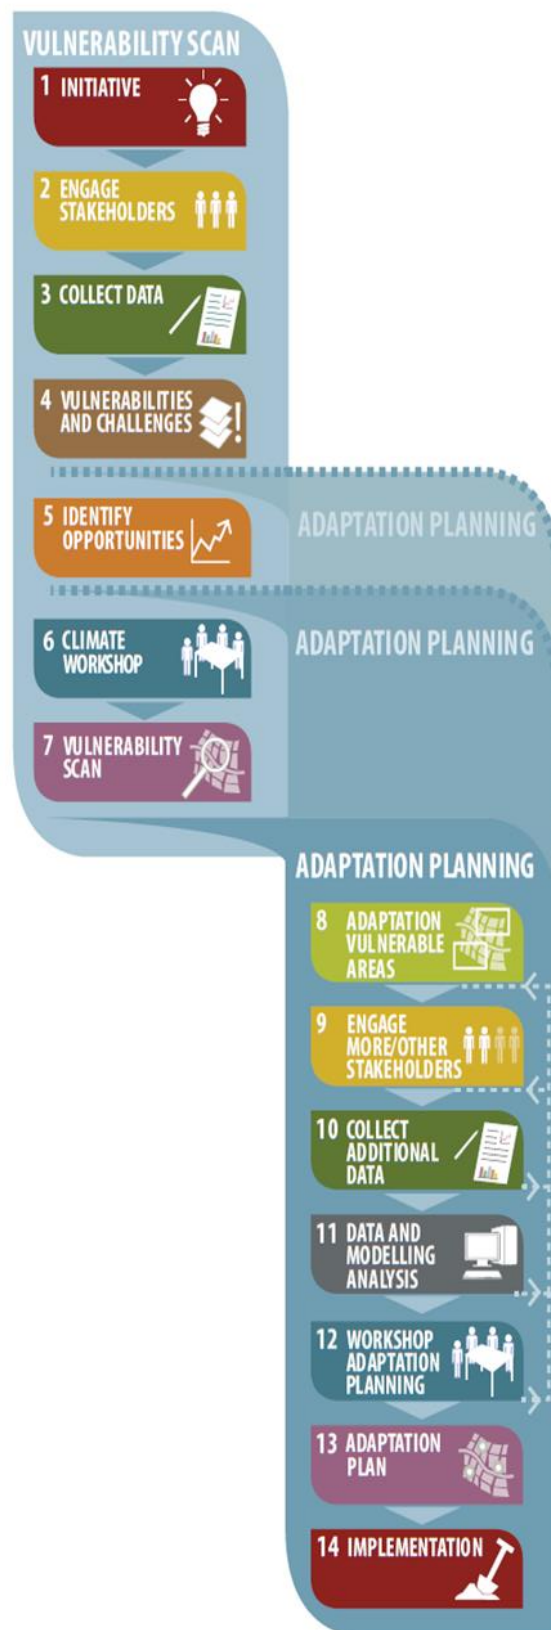 VULNERABILITY SCAN
1 INITIATIVE
2 ENGAGE
STAKEHOLDERS
3 COLLECT DATA
4 VULNERABILITIES
AND CHALLENGES
5 IDENTIFY
OPPORTUNITIES
ADAPTATION PLANNING
6 CLIMATE
WORKSHOP
ADAPTATION PLANNING
7 VULNERABILITY
SCAN
ADAPTATION PLANNING
8 ADAPTATION
VULNERABLE
AREAS
9 ENGAGE
MORE/OTHER
STAKEHOLDERS
10 COLLECT
ADDITIONAL
DATA
11 DATA AND
MODELLING
ANALYSIS
12 WORKSHOP
ADAPTATION
PLANNING
13 ADAPTATION
PLAN
14 IMPLEMENTATION